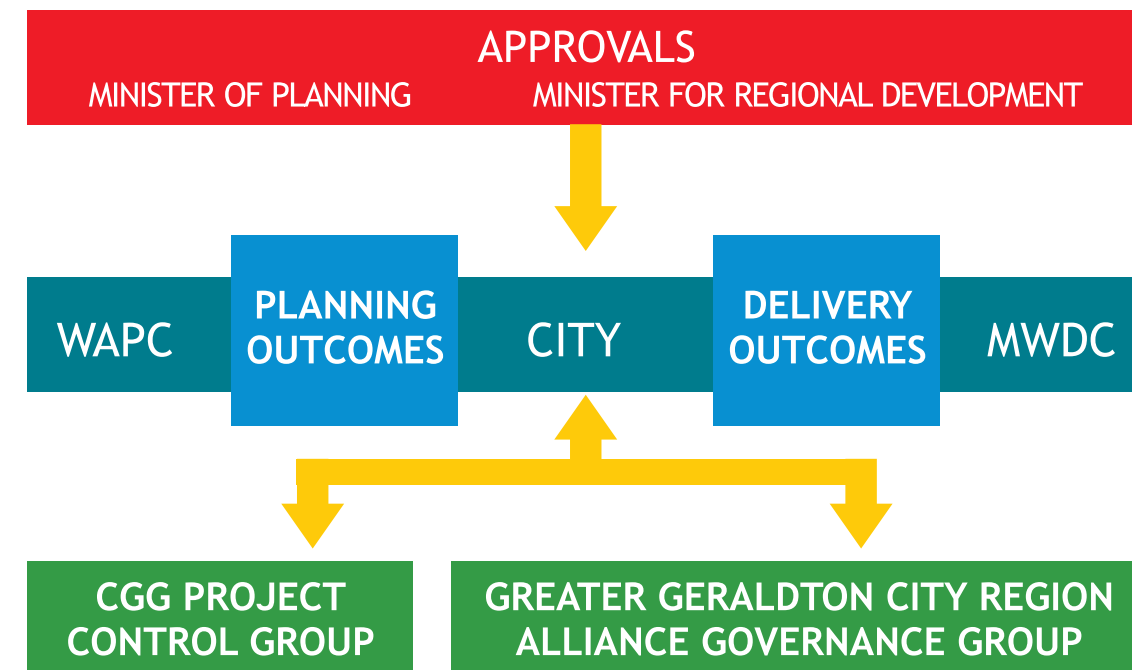 APPROVALS
MINISTER OF PLANNING
MINISTER FOR REGIONAL DEVELOPMENT
WAPC
PLANNING
OUTCOMES
CITY
DELIVERY
OUTCOMES
MWDC
CGG PROJECT
CONTROL GROUP
GREATER GERALDTON CITY REGION
ALLIANCE GOVERNANCE GROUP